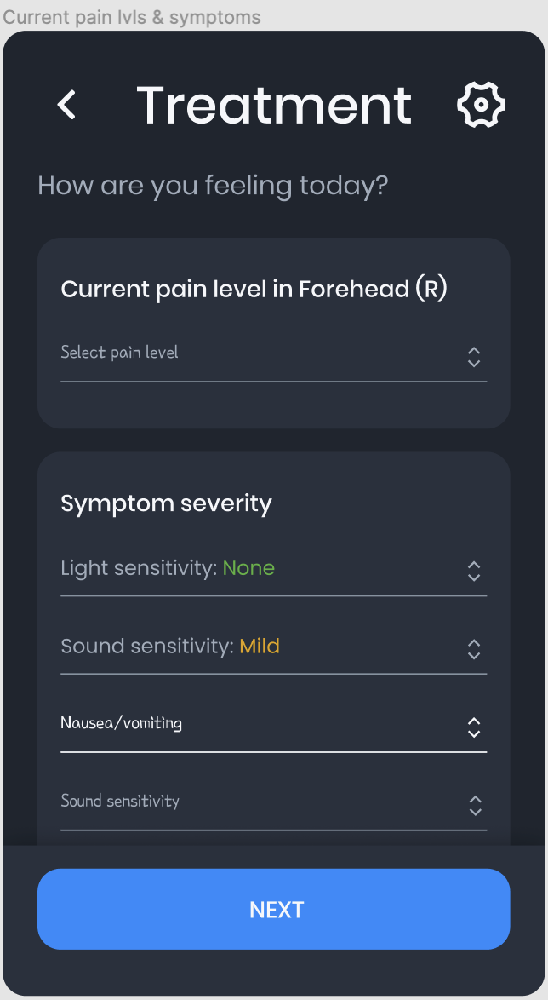 Current pain lvls & symptoms
Treatment
How are you feeling today?
Current pain level in Forehead (R)
Select pain level
Symptom severity
Light sensitivity: None
Sound sensitivity: Mild
Nausea/vomiting
Sound sensitivity
NEXT